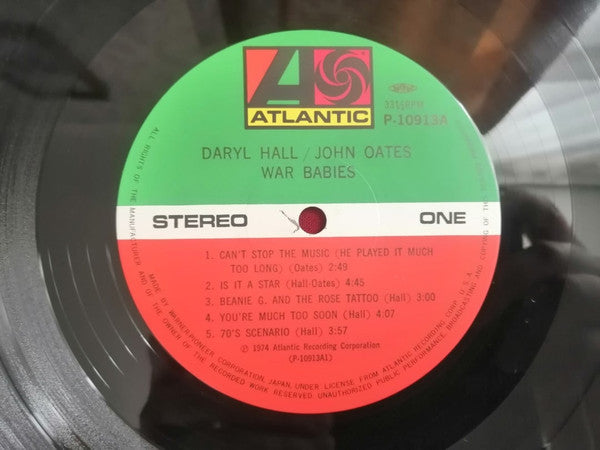 ATLANTIC
33 1/3 RPM
P-10913A
DARYL HALL / JOHN OATES
WAR BABIES
STEREO
ONE
1. CAN'T STOP THE MUSIC (HE PLAYED IT MUCH
TOO LONG) (Oates) 2:49
2. IS IT A STAR (Hall-Oates) 4:45
3. BEANIE G. AND THE ROSE TATTOO (Hall) 3:00
4. YOU'RE MUCH TOO SOON (Hall) 4:07
5. 70'S SCENARIO (Hall) 3:57
℗ 1974 Atlantic Recording Corporation
(P-10913A1)
MADE BY WARNER-PIONEER CORPORATION, JAPAN, UNDER LICENSE FROM ATLANTIC RECORDING CORP. U.S.A.
ALL RIGHTS OF THE MANUFACTURER AND OF THE OWNER OF THE RECORDED WORK RESERVED. UNAUTHORIZED PUBLIC PERFORMANCE, BROADCASTING AND COPYING OF THIS